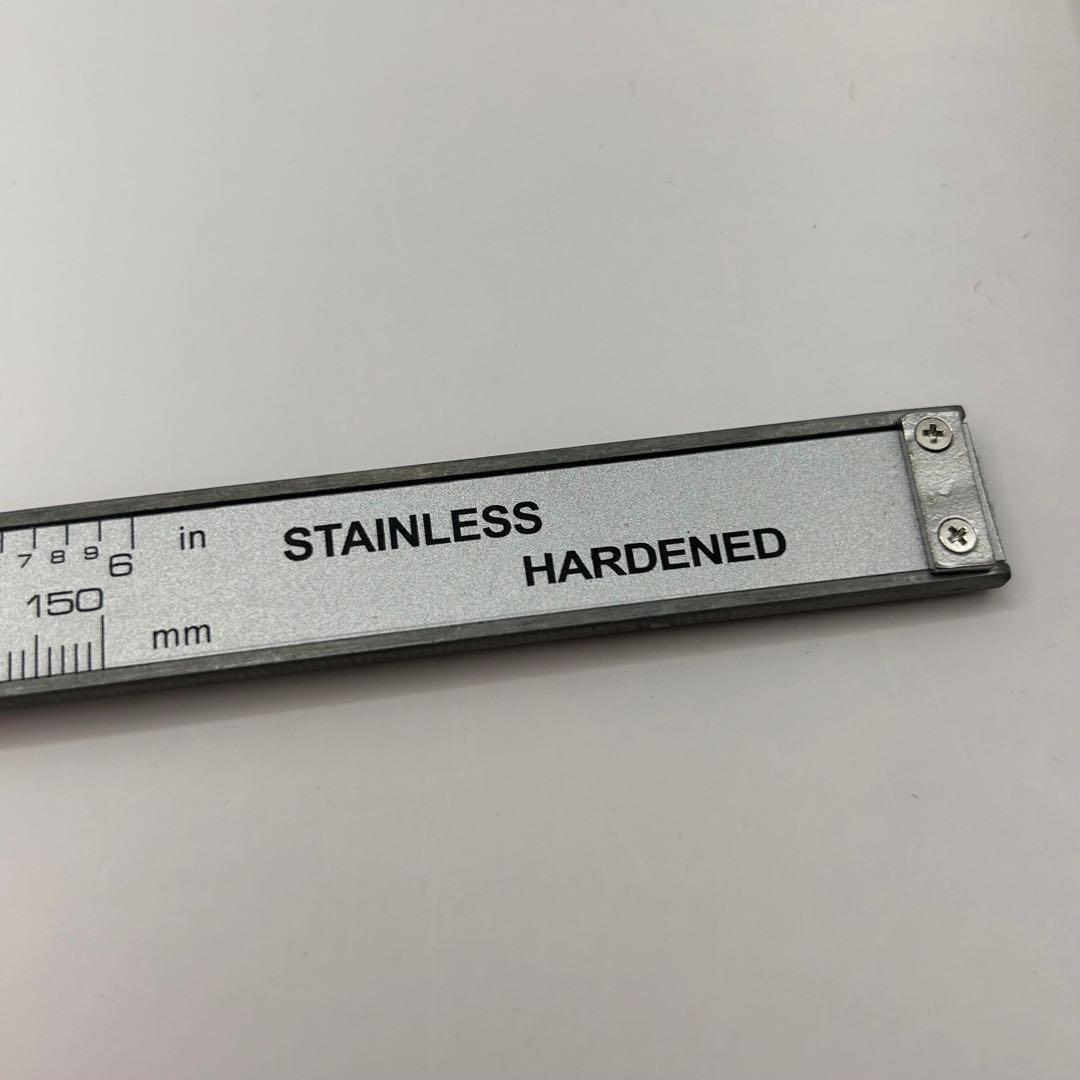 7 8 9 6 in
150
mm
STAINLESS
HARDENED